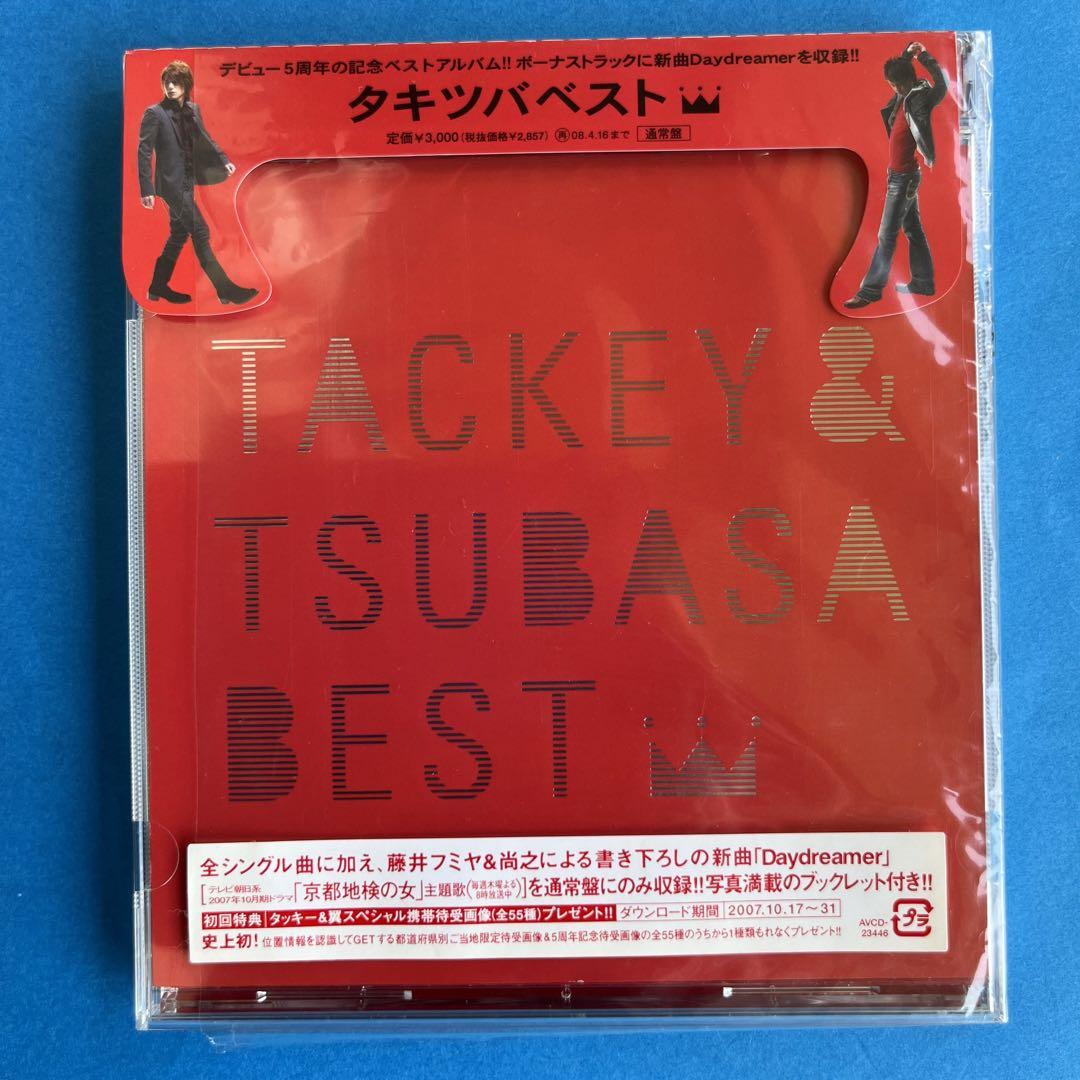 デビュー5周年の記念ベストアルバム!! ボーナストラックに新曲Daydreamerを収録!!
タキツバベスト
定価¥3,000(税抜価格¥2,857) 再08.4.16まで 通常盤
TACKEY &
TSUBASA
BEST
全シングル曲に加え、藤井フミヤ&尚之による書き下ろしの新曲「Daydreamer」
[テレビ朝日系 2007年10月期ドラマ「京都地検の女」主題歌(毎週木曜よる8時放送中)]を通常盤にのみ収録!!写真満載のブックレット付き!!
初回特典 タッキー&翼スペシャル携帯待受画像(全55種)プレゼント!! ダウンロード期間 2007.10.17〜31
史上初!位置情報を認識してGETする都道府県別ご当地限定待受画像&5周年記念待受画像の全55種のうちから1種類もれなくプレゼント!!
AVCD-
23446
プラ